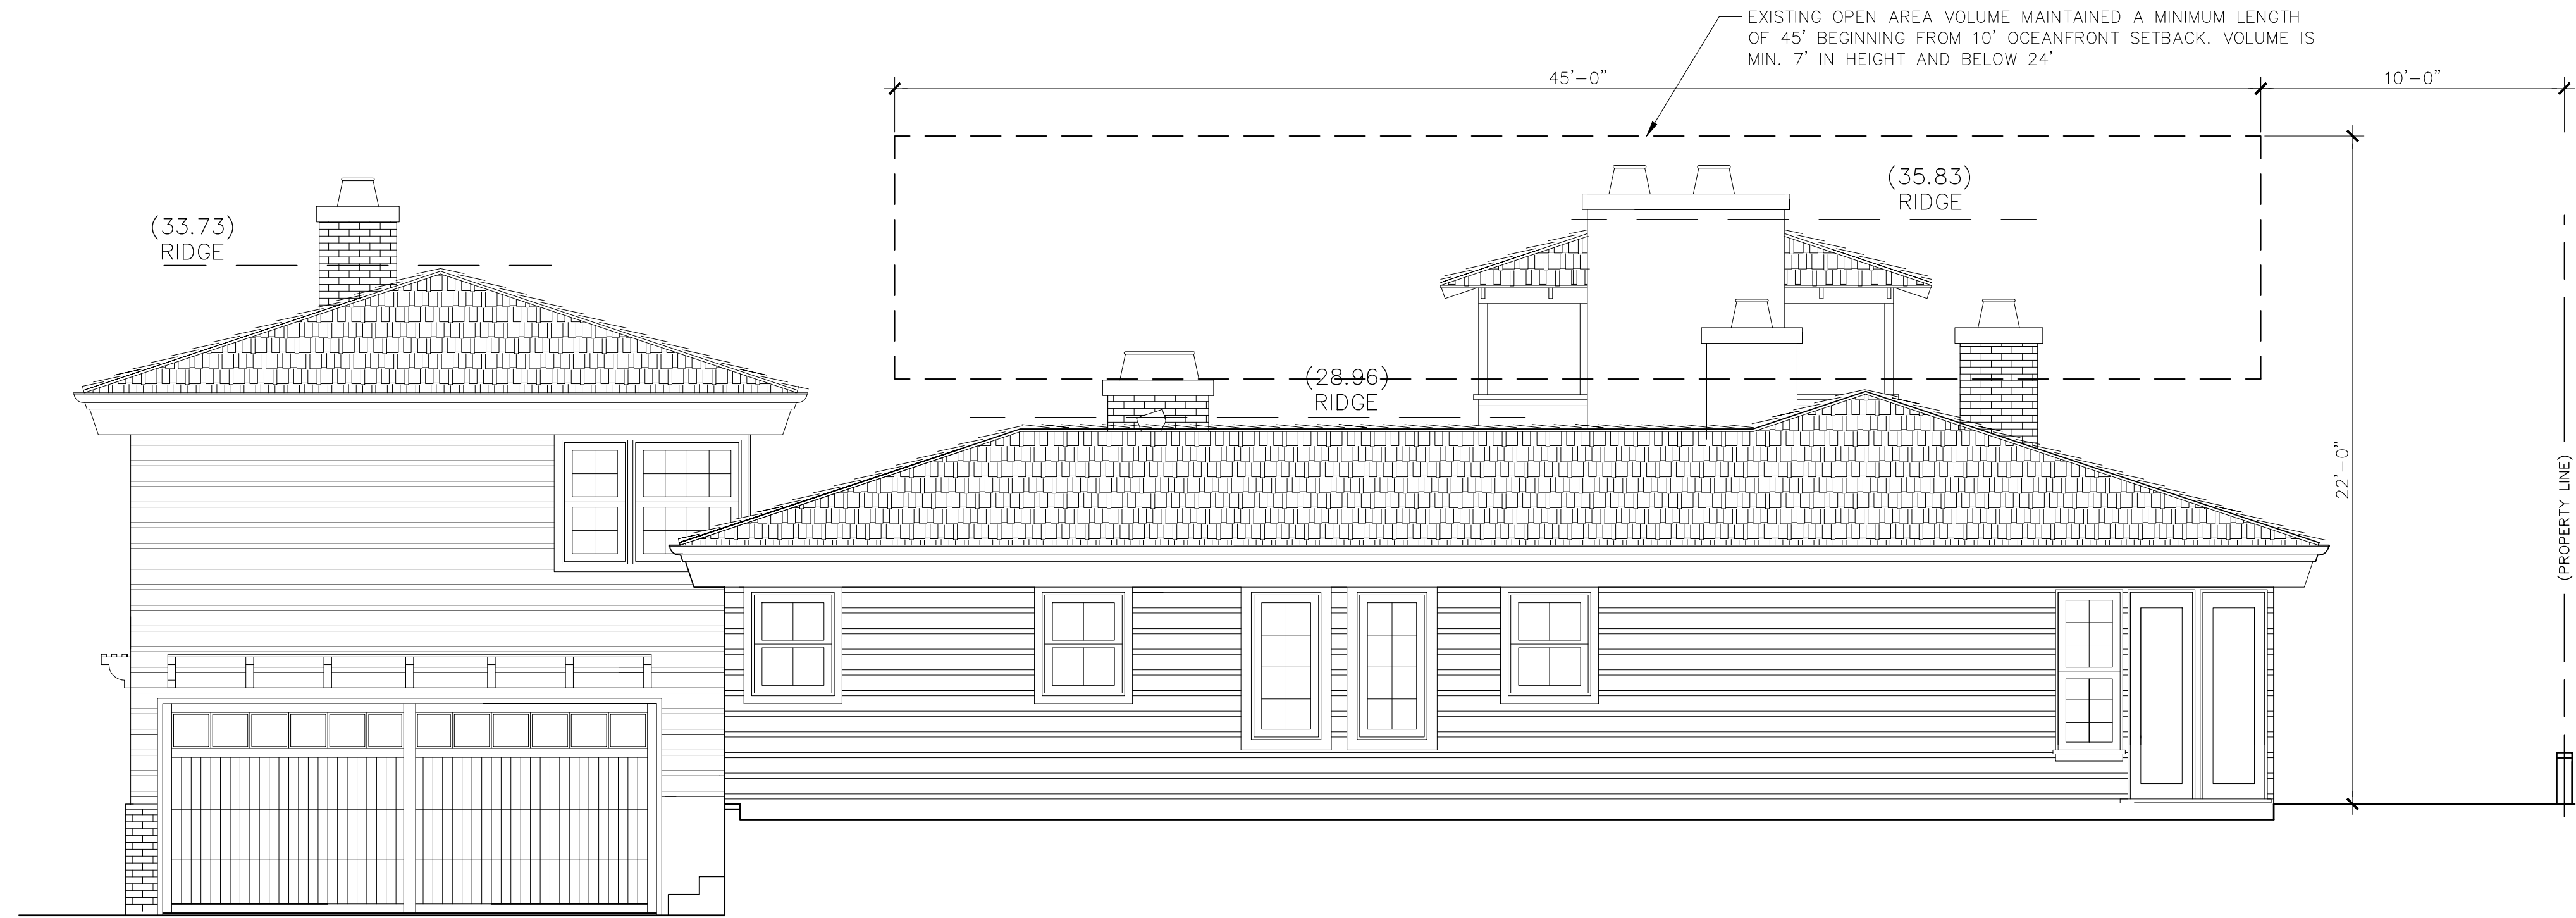 EXISTING OPEN AREA VOLUME MAINTAINED A MINIMUM LENGTH
OF 45' BEGINNING FROM 10' OCEANFRONT SETBACK. VOLUME IS
MIN. 7' IN HEIGHT AND BELOW 24'
45'-0"
10'-0"
(33.73)
RIDGE
(35.83)
RIDGE
(28.96)
RIDGE
22'-0"
(PROPERTY LINE)